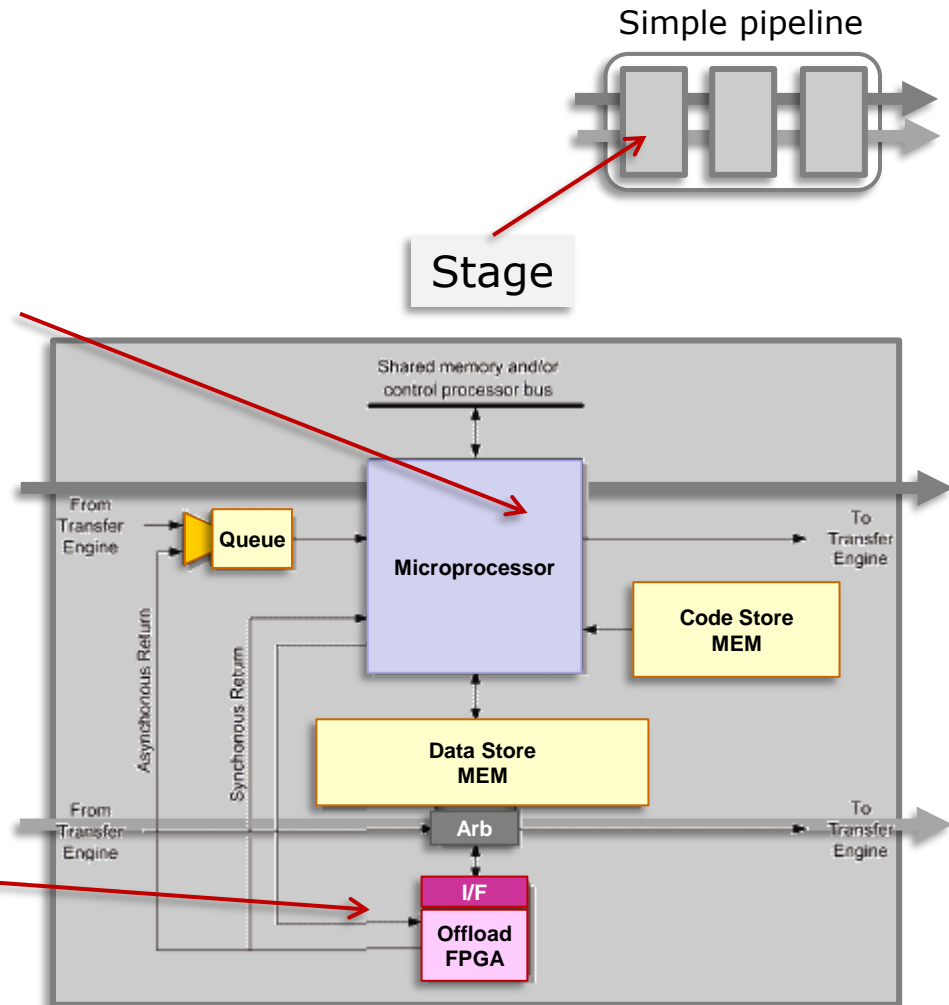 Simple pipeline
Stage
Shared memory and/or
control processor bus
From
Transfer
Engine
Queue
Microprocessor
To
Transfer
Engine
Code Store
MEM
Asynchonous Return
Synchonous Return
Data Store
MEM
From
Transfer
Engine
Arb
To
Transfer
Engine
I/F
Offload
FPGA